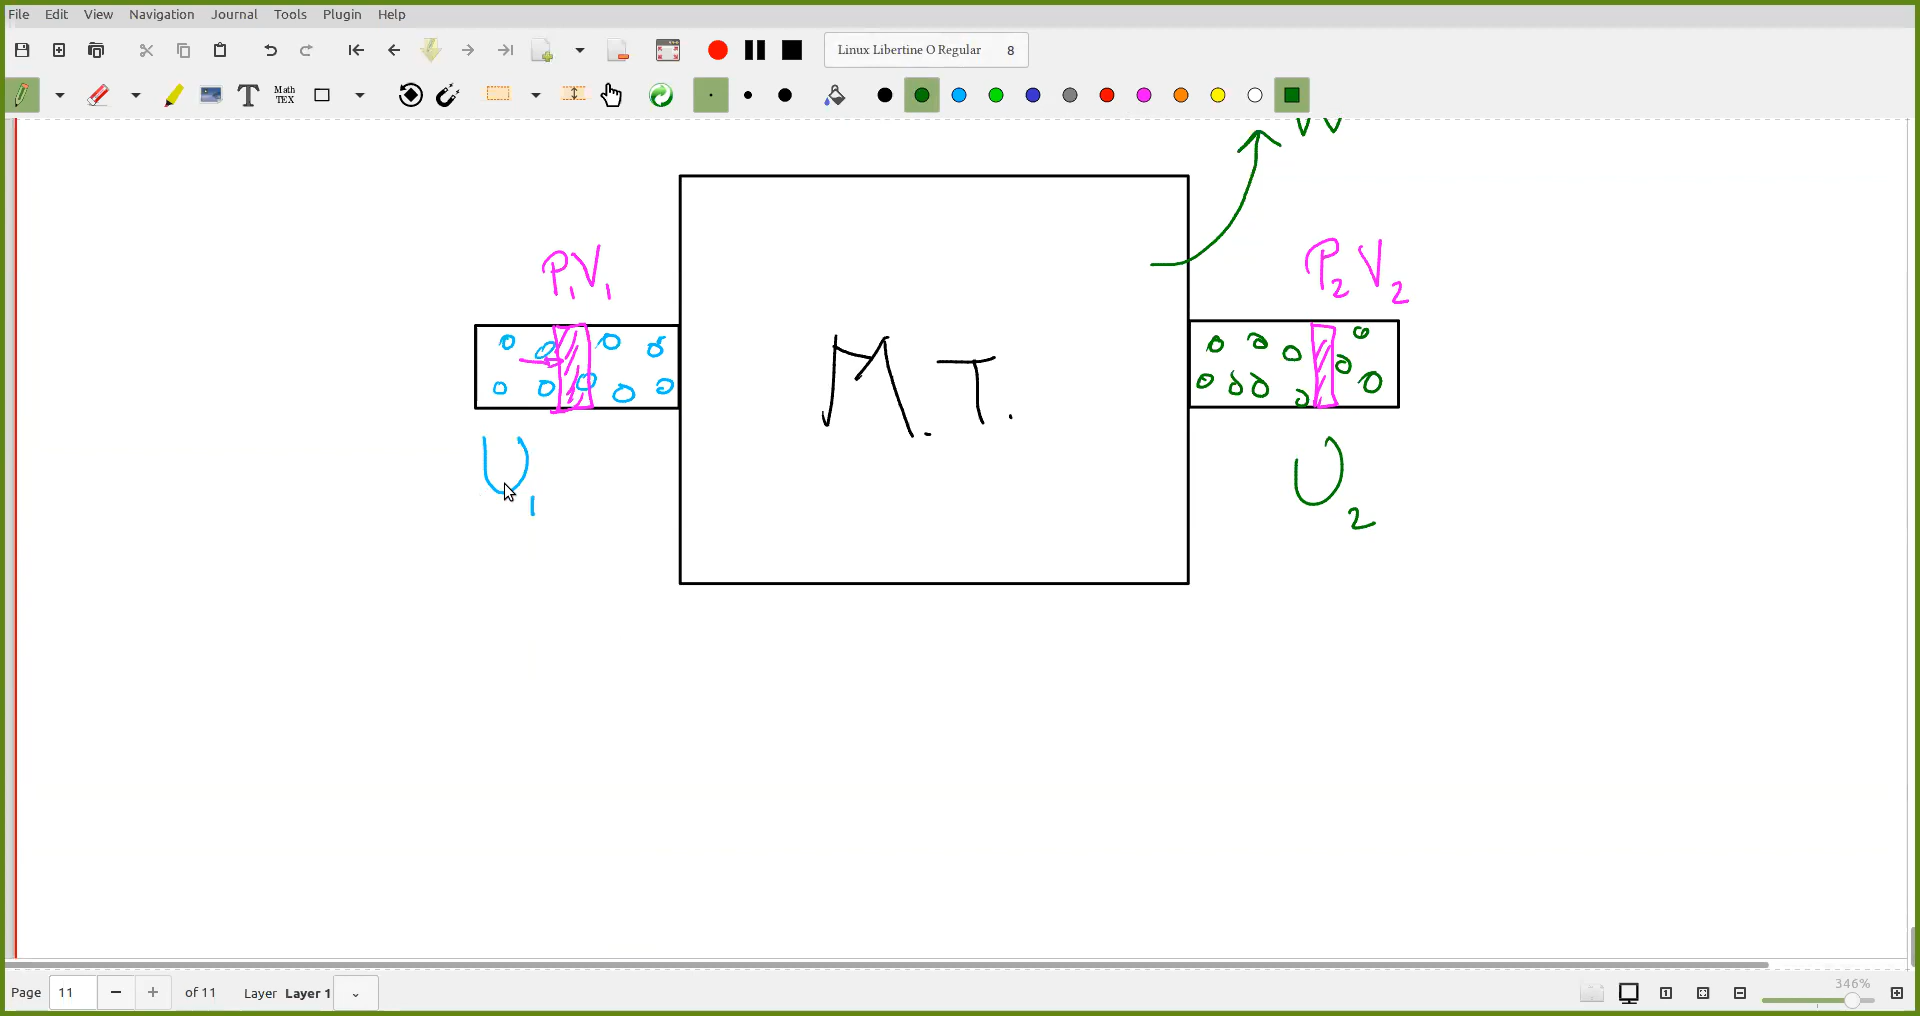 File Edit View Navigation Journal Tools Plugin Help
Linux Libertine O Regular 8
T
Math
TEX
W
P₁V₁
P₂V₂
M.T.
U₁
U₂
Page 11 of 11 Layer Layer 1
346%